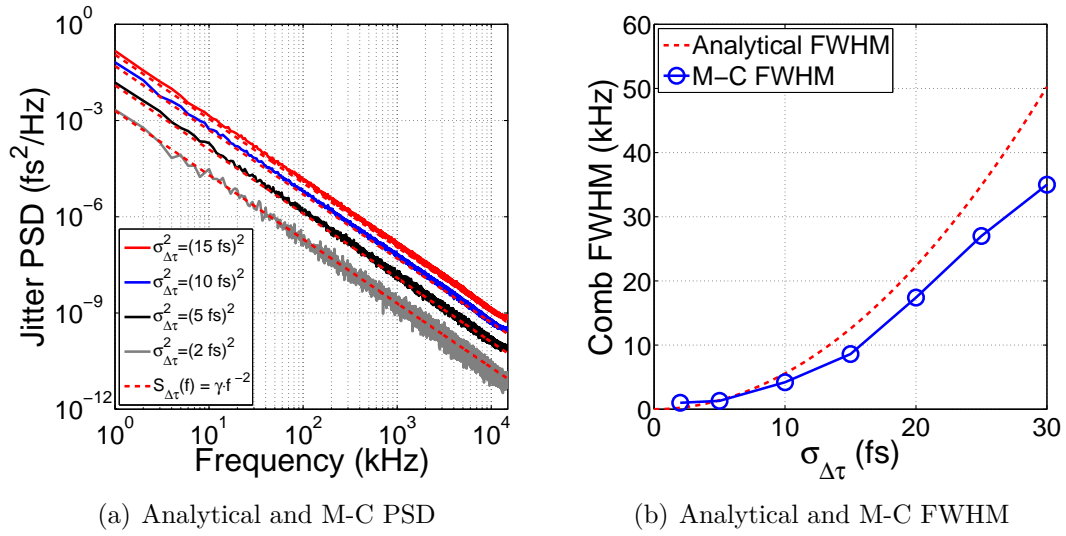 10^0
10^-3
10^-6
10^-9
10^-12
Jitter PSD (fs^2/Hz)
σ^2_Δτ=(15 fs)^2
σ^2_Δτ=(10 fs)^2
σ^2_Δτ=(5 fs)^2
σ^2_Δτ=(2 fs)^2
S_Δτ(f) = γ·f^-2
10^0 10^1 10^2 10^3 10^4
Frequency (kHz)
(a) Analytical and M-C PSD
60
50
40
30
20
10
0
Comb FWHM (kHz)
Analytical FWHM
M−C FWHM
0 10 20 30
σ_Δτ (fs)
(b) Analytical and M-C FWHM